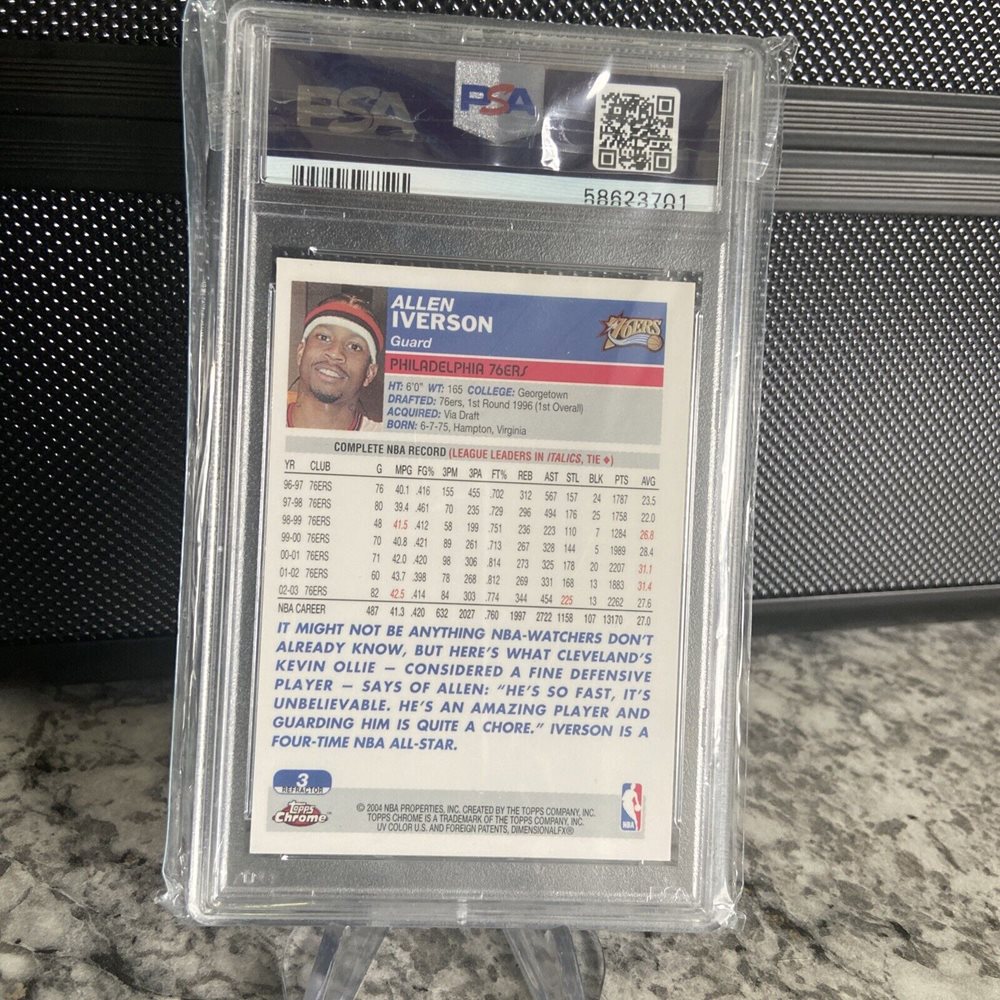 PSA PSA
58623701
ALLEN
IVERSON
Guard
76ERS
PHILADELPHIA 76ERS
HT: 6'0" WT: 165 COLLEGE: Georgetown
DRAFTED: 76ers, 1st Round 1996 (1st Overall)
ACQUIRED: Via Draft
BORN: 6-7-75, Hampton, Virginia
COMPLETE NBA RECORD (LEAGUE LEADERS IN ITALICS, TIE ♦)
YR CLUB G MPG FG% 3PM 3PA FT% REB AST STL BLK PTS AVG
96-97 76ERS 76 40.1 .416 155 455 .702 312 567 157 24 1787 23.5
97-98 76ERS 80 39.4 .461 70 235 .729 296 494 176 25 1758 22.0
98-99 76ERS 48 41.5 .412 58 199 .751 236 223 110 7 1284 26.8
99-00 76ERS 70 40.8 .421 89 261 .713 267 328 144 5 1989 28.4
00-01 76ERS 71 42.0 .420 98 306 .814 273 325 178 20 2207 31.1
01-02 76ERS 60 43.7 .398 78 268 .812 269 331 168 13 1883 31.4
02-03 76ERS 82 42.5 .414 84 303 .774 344 454 225 13 2262 27.6
NBA CAREER 487 41.3 .420 632 2027 .760 1997 2722 1158 107 13170 27.0
IT MIGHT NOT BE ANYTHING NBA-WATCHERS DON'T
ALREADY KNOW, BUT HERE'S WHAT CLEVELAND'S
KEVIN OLLIE – CONSIDERED A FINE DEFENSIVE
PLAYER – SAYS OF ALLEN: "HE'S SO FAST, IT'S
UNBELIEVABLE. HE'S AN AMAZING PLAYER AND
GUARDING HIM IS QUITE A CHORE." IVERSON IS A
FOUR-TIME NBA ALL-STAR.
3
REFRACTOR
Topps
Chrome
© 2004 NBA PROPERTIES, INC. CREATED BY THE TOPPS COMPANY, INC.
TOPPS CHROME IS A TRADEMARK OF THE TOPPS COMPANY, INC.
UV COLOR U.S. AND FOREIGN PATENTS, DIMENSIONALFX®
NBA